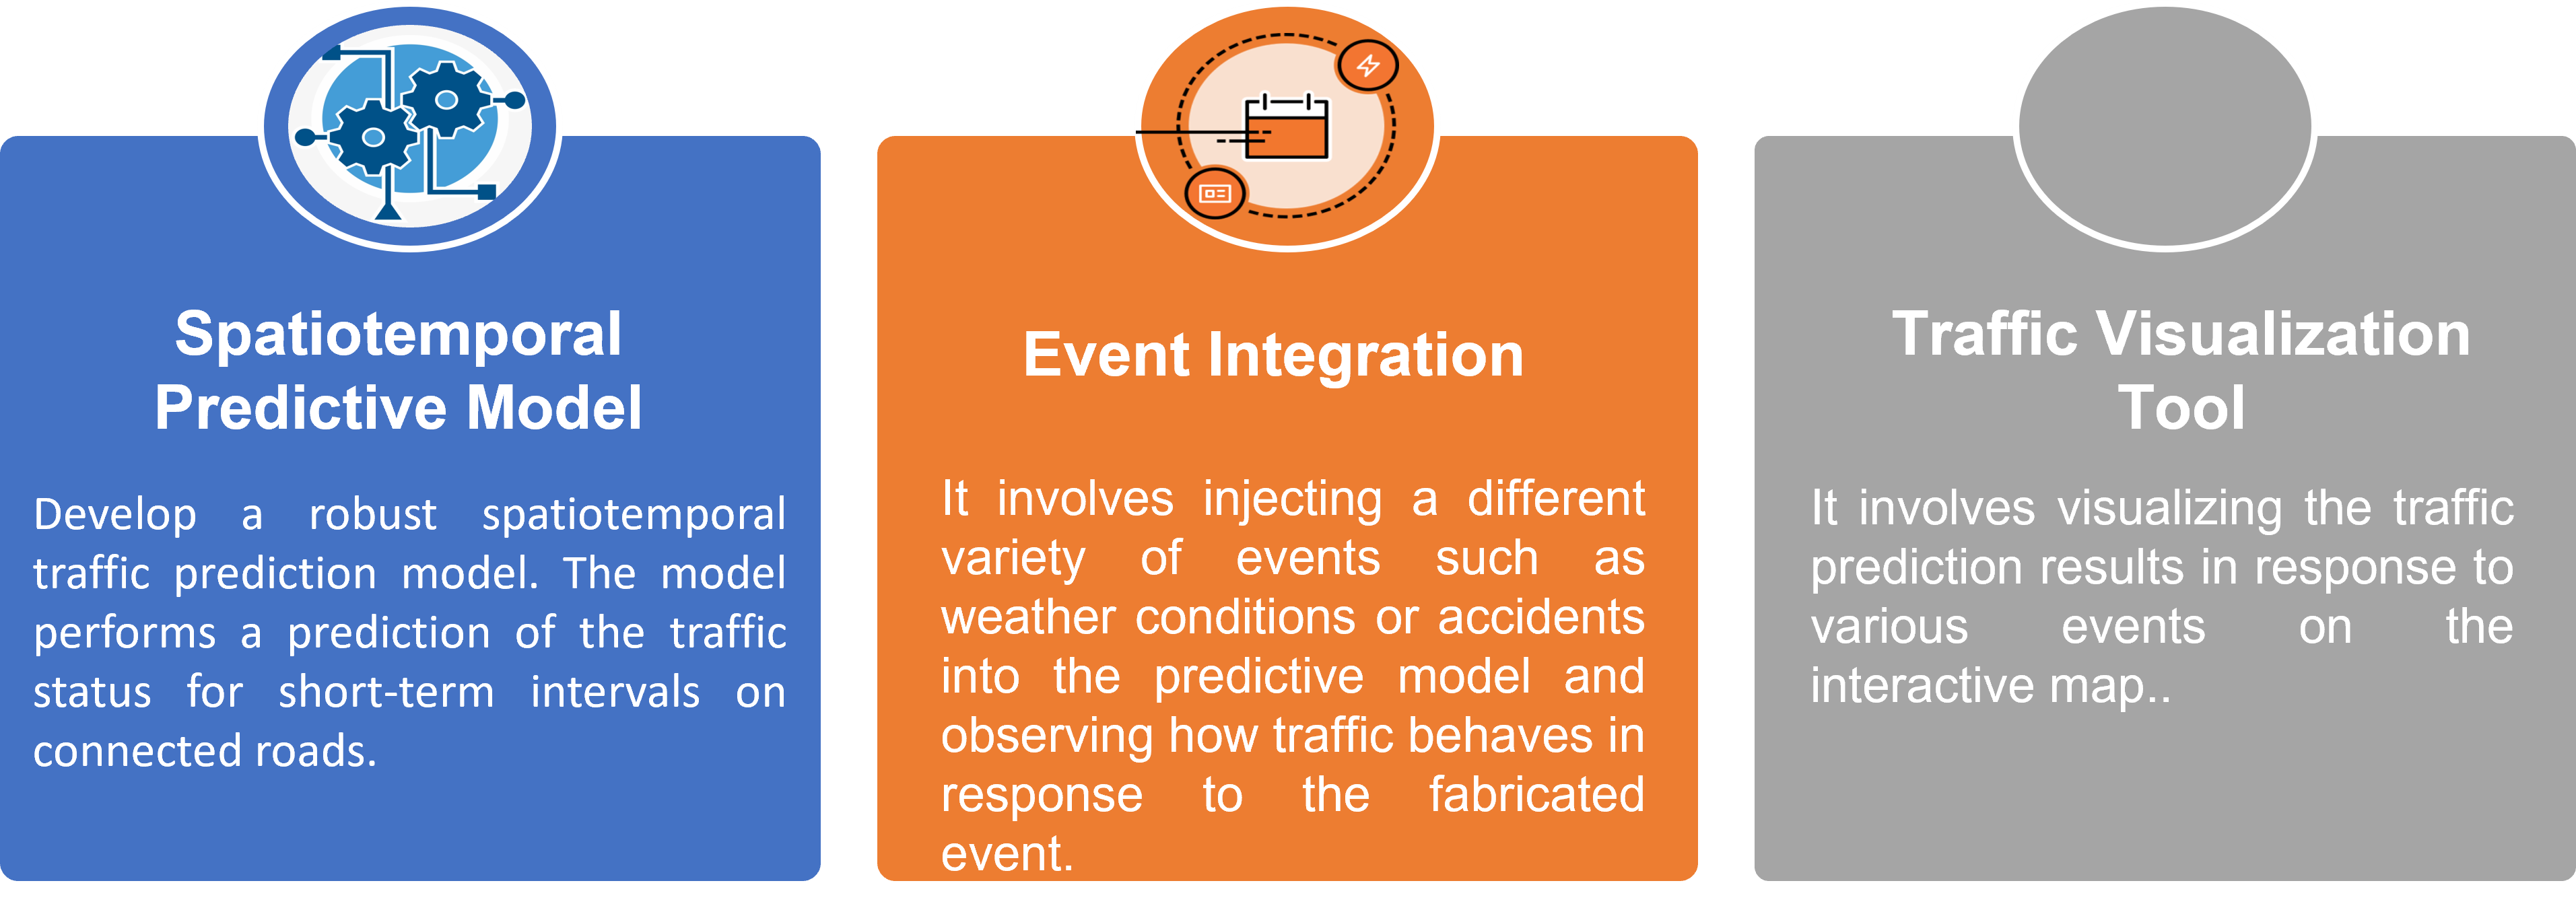 Spatiotemporal
Predictive Model
Develop a robust spatiotemporal
traffic prediction model. The model
performs a prediction of the traffic
status for short-term intervals on
connected roads.
Event Integration
It involves injecting a different
variety of events such as
weather conditions or accidents
into the predictive model and
observing how traffic behaves in
response to the fabricated
event.
Traffic Visualization
Tool
It involves visualizing the traffic
prediction results in response to
various events on the
interactive map..